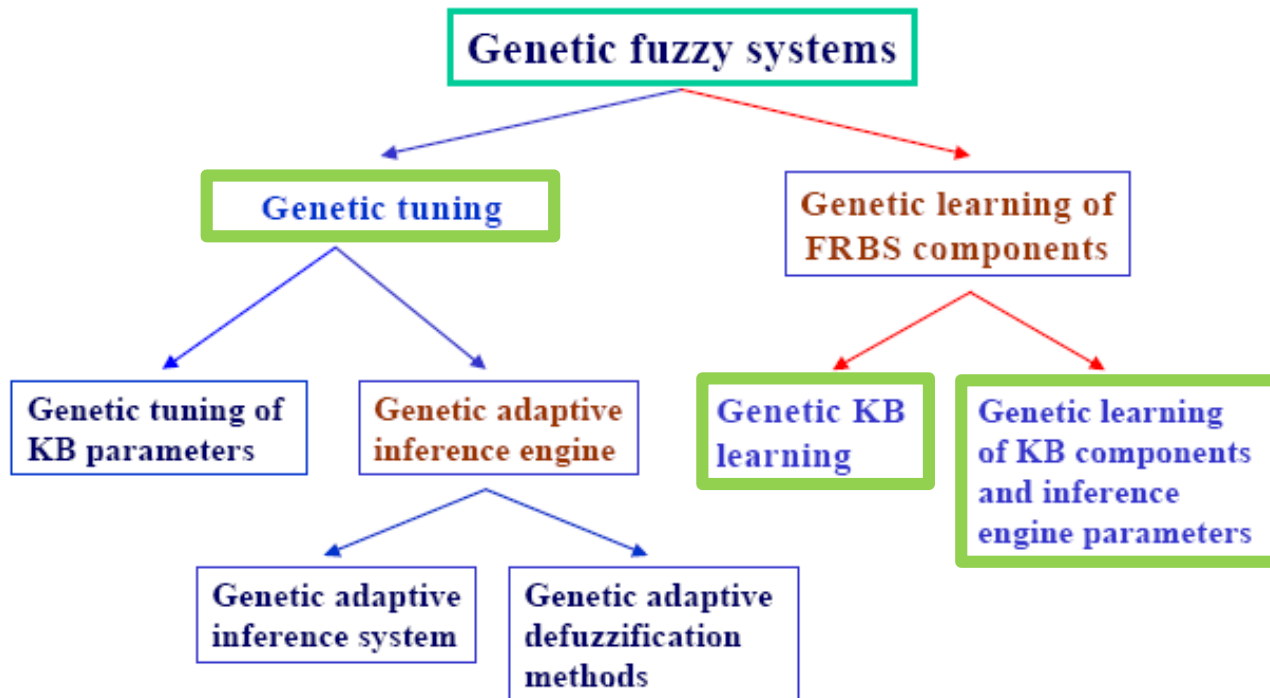 Genetic fuzzy systems
Genetic tuning
Genetic learning of
FRBS components
Genetic tuning of
KB parameters
Genetic adaptive
inference engine
Genetic KB
learning
Genetic learning
of KB components
and inference
engine parameters
Genetic adaptive
inference system
Genetic adaptive
defuzzification
methods